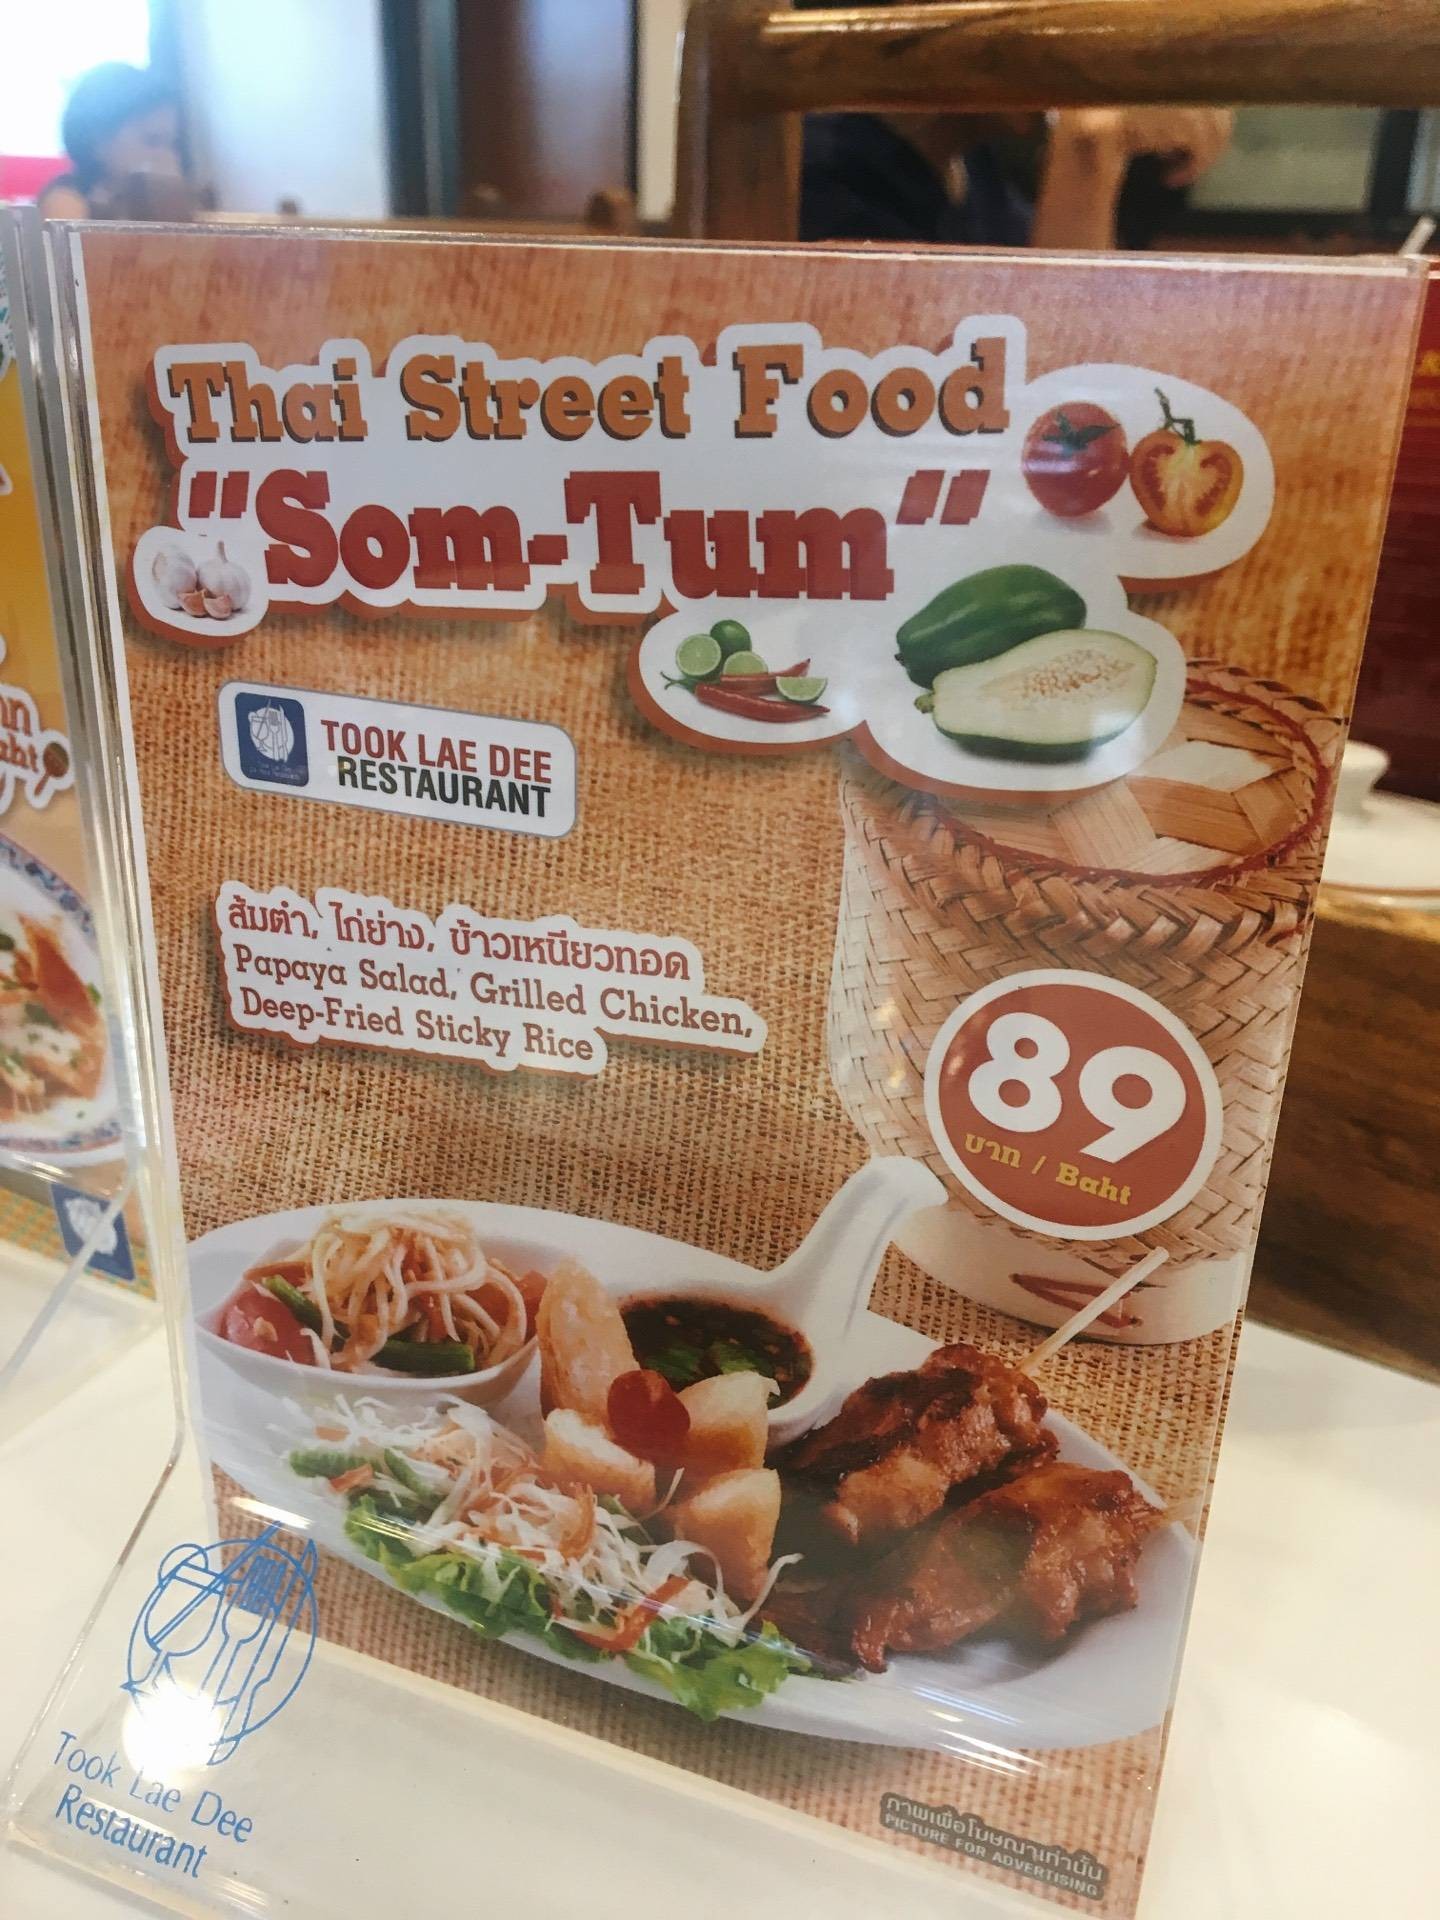 Thai Street Food
"Som-Tum"
TOOK LAE DEE
RESTAURANT
ส้มตำ, ไก่ย่าง, ข้าวเหนียวทอด
Papaya Salad, Grilled Chicken,
Deep-Fried Sticky Rice
89
บาท / Baht
Took Lae Dee
Restaurant
ภาพเพื่อโฆษณาเท่านั้น
PICTURE FOR ADVERTISING